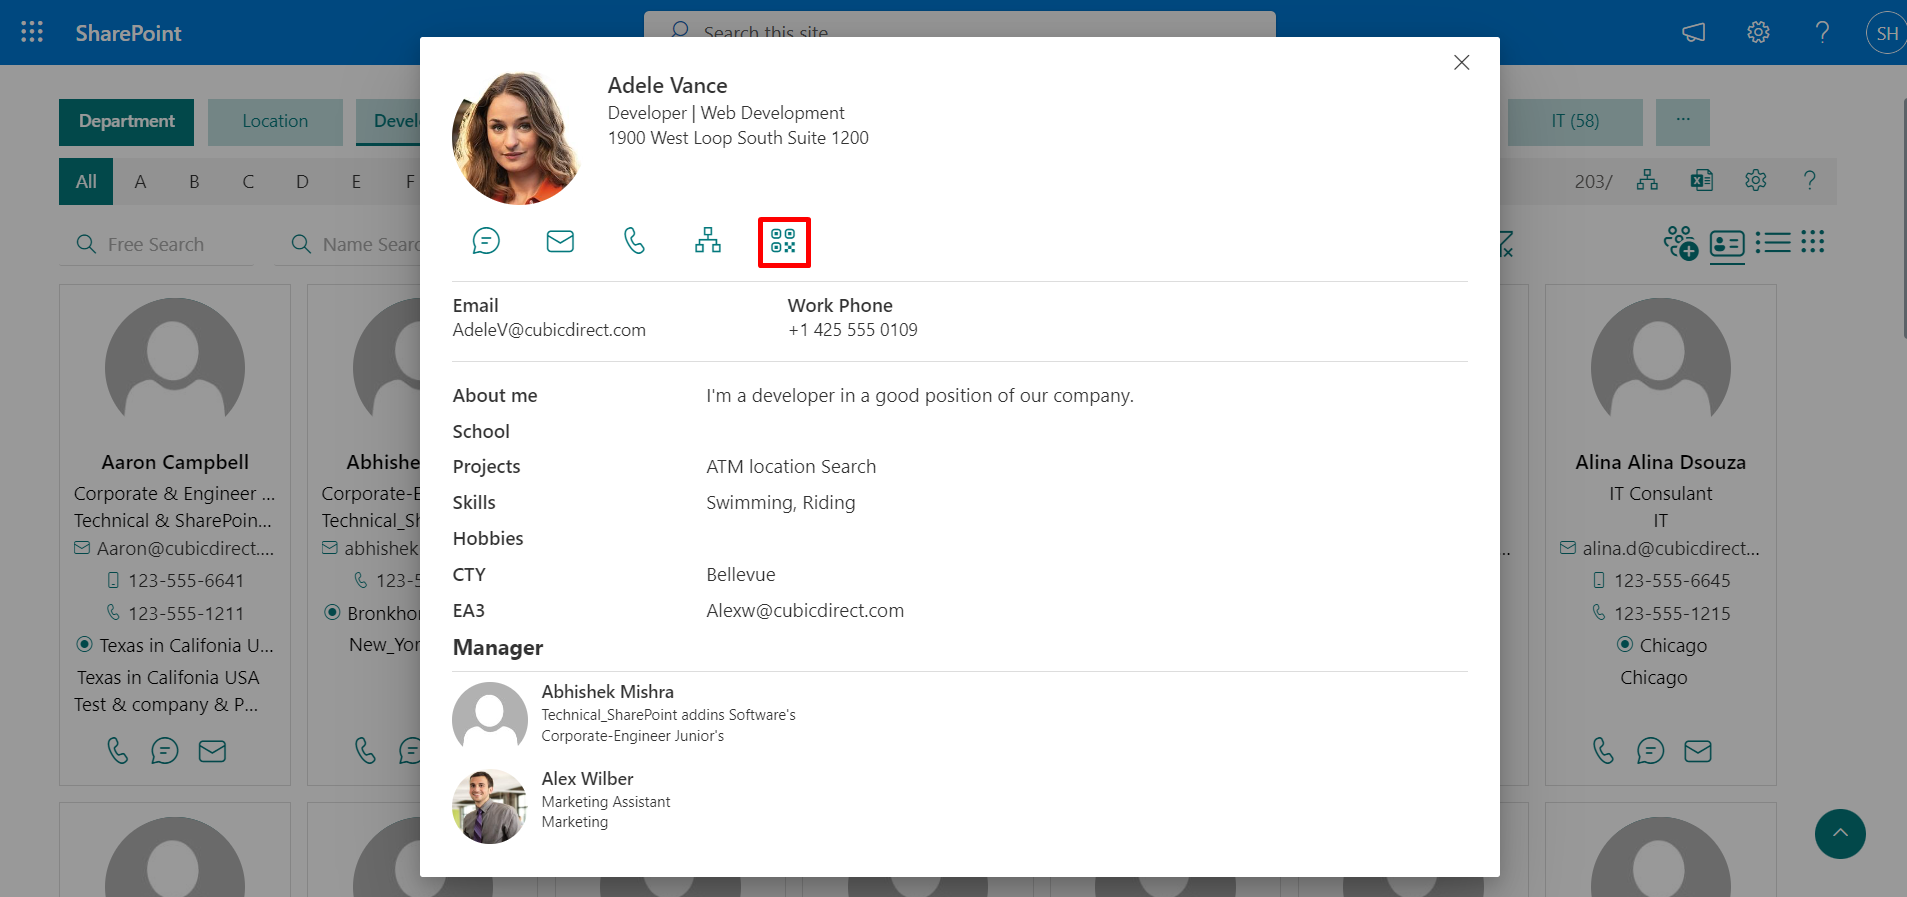 SharePoint
Search this site
SH
Department
Location
Devel
IT (58)
...
All
A
B
C
D
E
F
203/
?
Free Search
Name Searc
Adele Vance
Developer | Web Development
1900 West Loop South Suite 1200
Email
AdeleV@cubicdirect.com
Work Phone
+1 425 555 0109
About me
I'm a developer in a good position of our company.
School
Projects
ATM location Search
Skills
Swimming, Riding
Hobbies
CTY
Bellevue
EA3
Alexw@cubicdirect.com
Manager
Abhishek Mishra
Technical_SharePoint addins Software's
Corporate-Engineer Junior's
Alex Wilber
Marketing Assistant
Marketing
Aaron Campbell
Corporate & Engineer ...
Technical & SharePoin...
Aaron@cubicdirect....
123-555-6641
123-555-1211
Texas in Califonia U...
Texas in Califonia USA
Test & company & P...
Abhishe
Corporate-E
Technical_Sh
abhishek
123-5
Bronkhor
New_Yor
Alina Alina Dsouza
IT Consulant
IT
alina.d@cubicdirect...
123-555-6645
123-555-1215
Chicago
Chicago